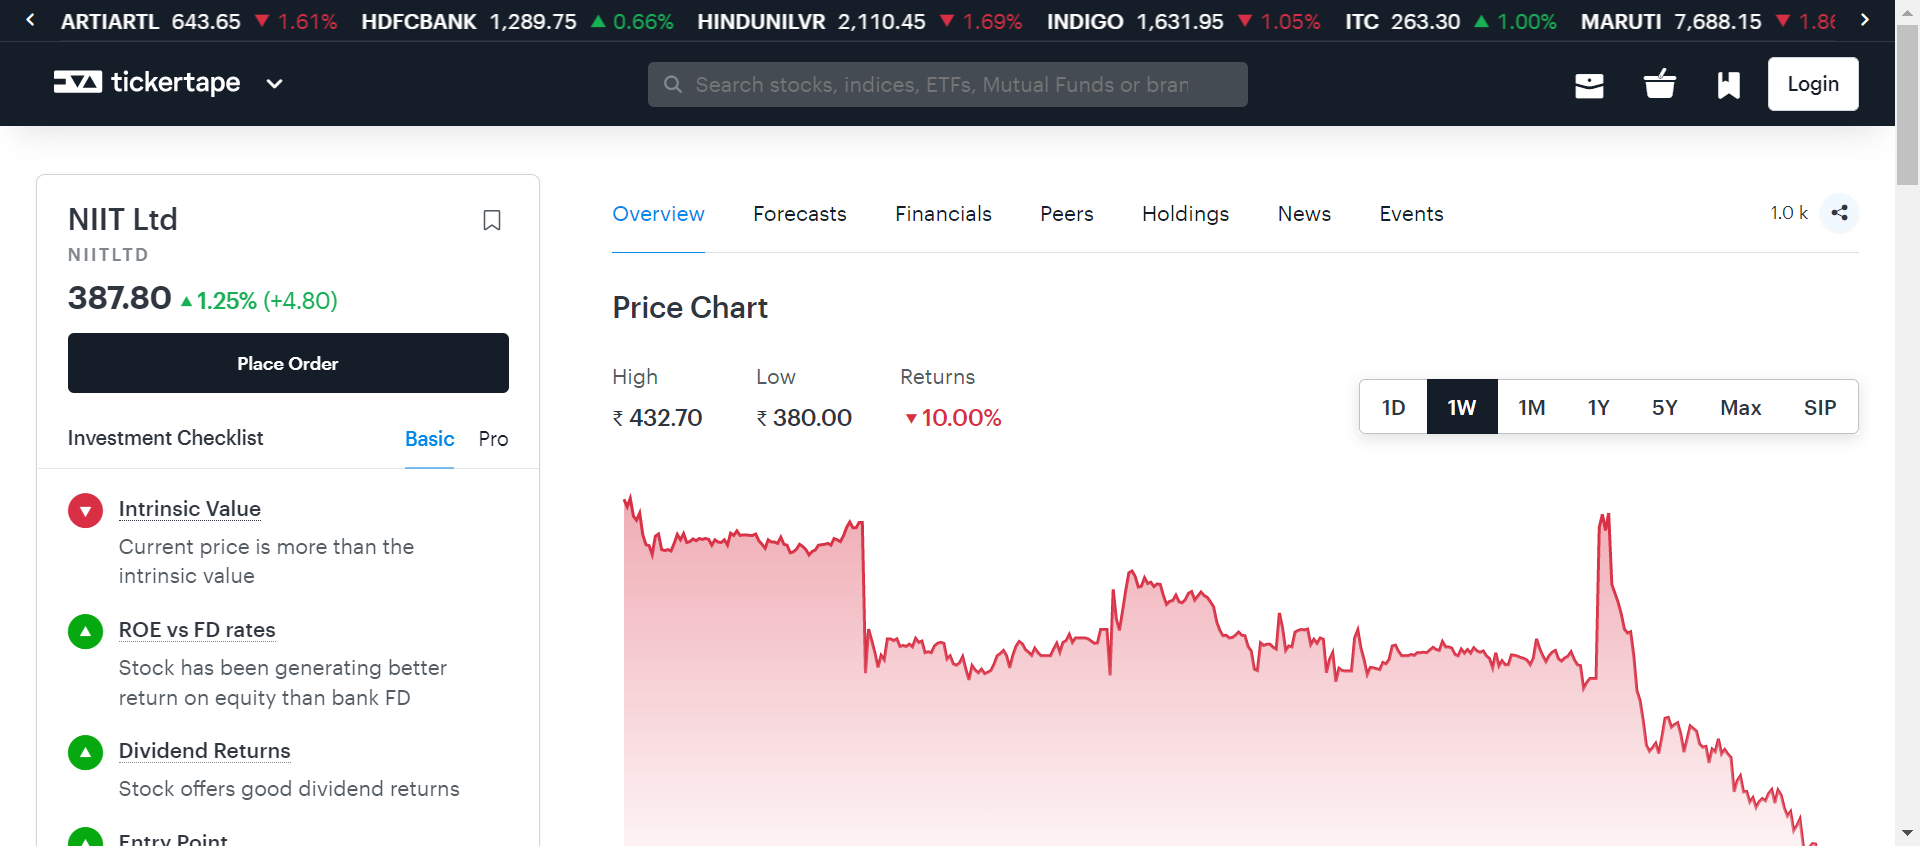 ARTIARTL 643.65 ▼ 1.61% HDFCBANK 1,289.75 ▲ 0.66% HINDUNILVR 2,110.45 ▼ 1.69% INDIGO 1,631.95 ▼ 1.05% ITC 263.30 ▲ 1.00% MARUTI 7,688.15 ▼ 1.86
tickertape
Search stocks, indices, ETFs, Mutual Funds or bran
Login
NIIT Ltd
NIITLTD
387.80 ▲ 1.25% (+4.80)
Place Order
Investment Checklist Basic Pro
Intrinsic Value
Current price is more than the
intrinsic value
ROE vs FD rates
Stock has been generating better
return on equity than bank FD
Dividend Returns
Stock offers good dividend returns
Entry Point
Overview Forecasts Financials Peers Holdings News Events 1.0 k
Price Chart
High Low Returns
₹ 432.70 ₹ 380.00 ▼ 10.00%
1D 1W 1M 1Y 5Y Max SIP